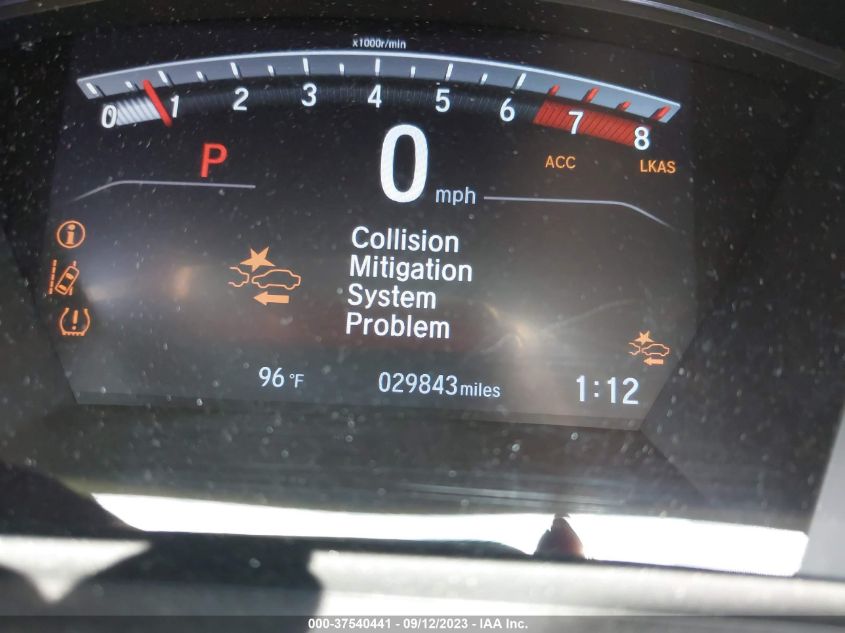 x1000r/min
0 1 2 3 4 5 6 7 8
P
0 mph
ACC
LKAS
Collision
Mitigation
System
Problem
96 °F
029843 miles
1:12
000-37540441 - 09/12/2023 - IAA Inc.